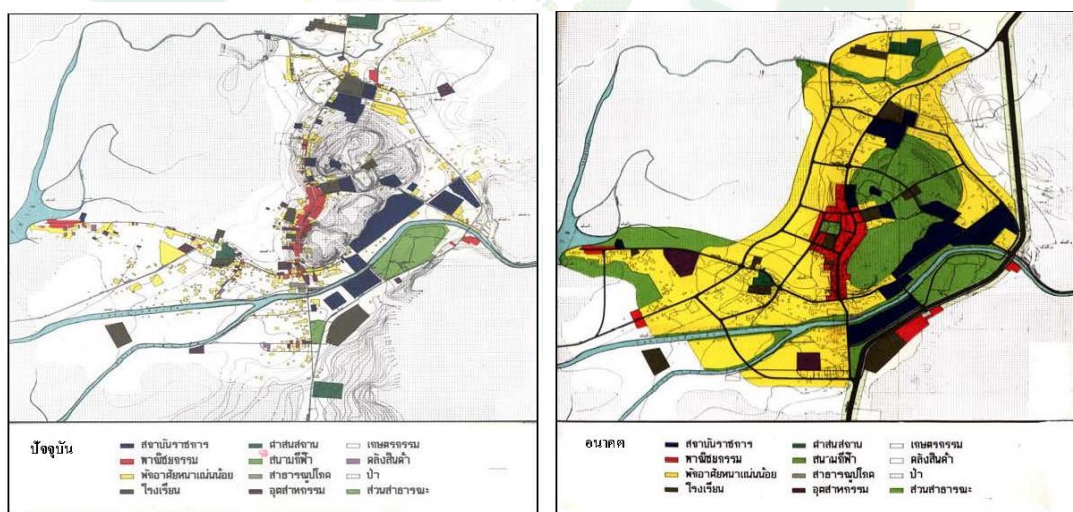 ปัจจุบัน
สถาบันราชการ
พาณิชยกรรม
พักอาศัยหนาแน่นน้อย
โรงเรียน
ศาสนสถาน
สนามกีฬา
สาธารณูปโภค
อุตสาหกรรม
เกษตรกรรม
คลังสินค้า
ป่า
ส่วนสาธารณะ
อนาคต
สถาบันราชการ
พาณิชยกรรม
พักอาศัยหนาแน่นน้อย
โรงเรียน
ศาสนสถาน
สนามกีฬา
สาธารณูปโภค
อุตสาหกรรม
เกษตรกรรม
คลังสินค้า
ป่า
ส่วนสาธารณะ